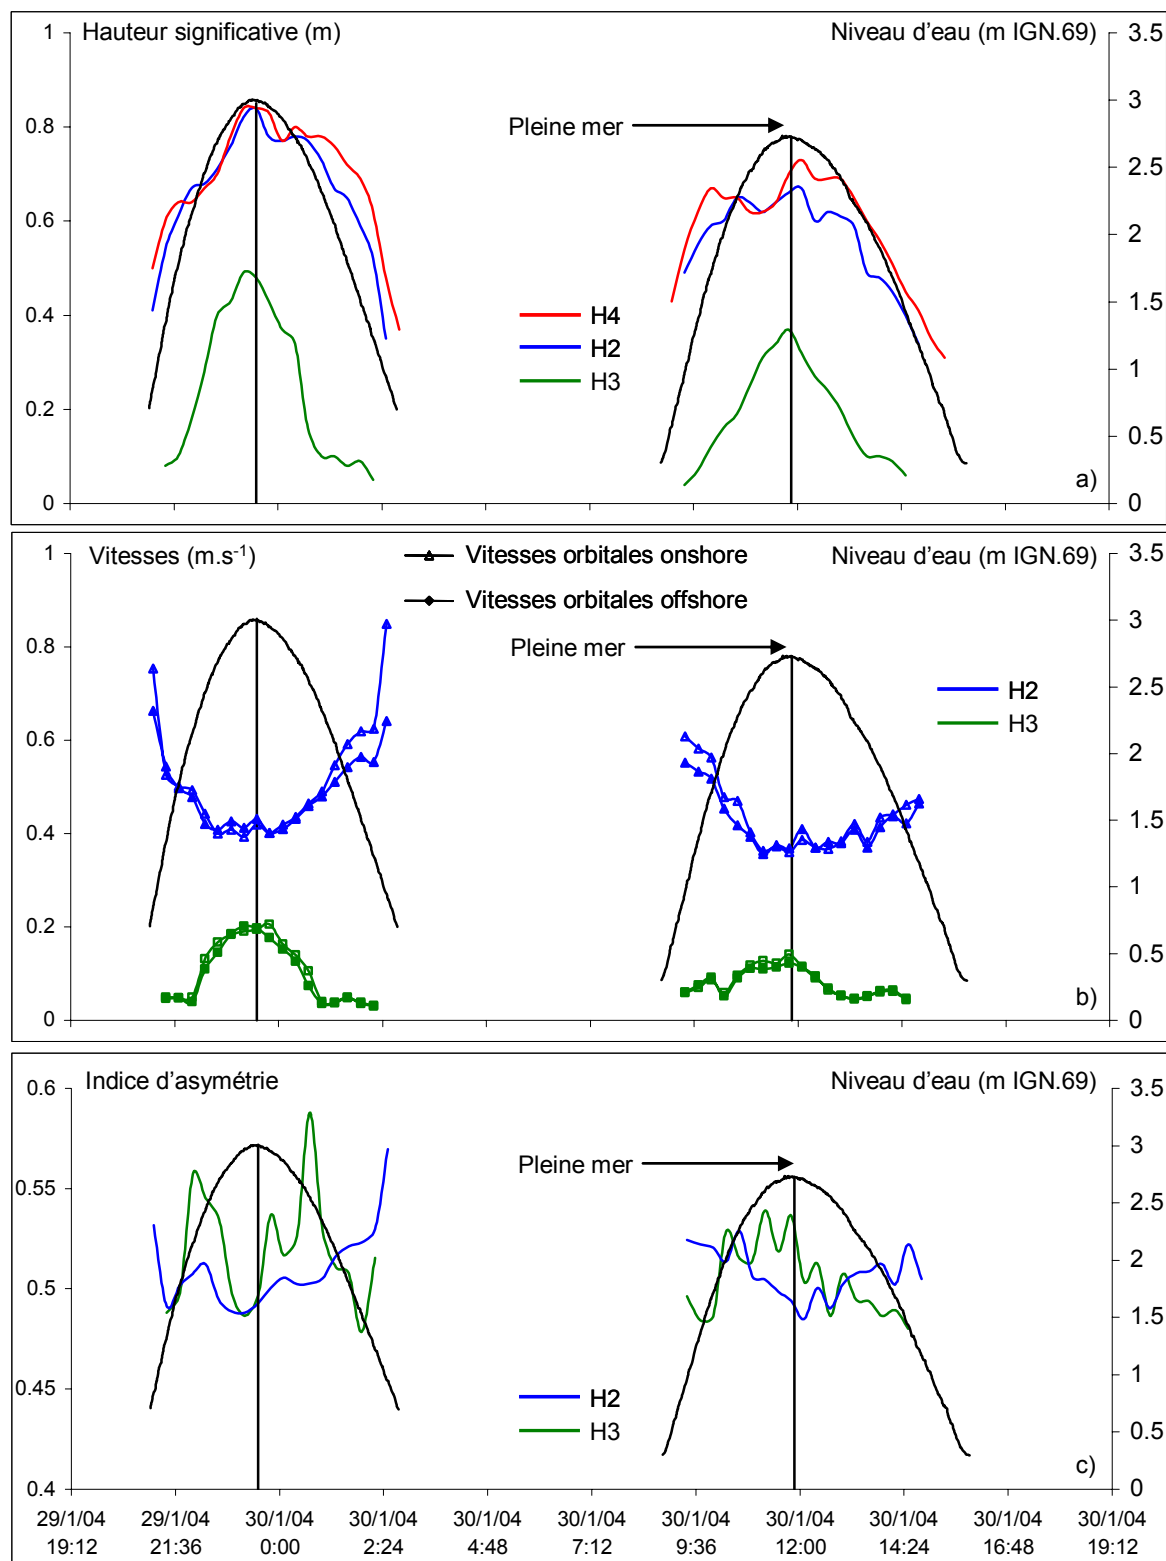 Hauteur significative (m)
Niveau d'eau (m IGN.69)
1
0.8
0.6
0.4
0.2
0
3.5
3
2.5
2
1.5
1
0.5
0
Pleine mer
H4
H2
H3
a)
Vitesses (m.s-1)
Vitesses orbitales onshore
Vitesses orbitales offshore
Niveau d'eau (m IGN.69)
1
0.8
0.6
0.4
0.2
0
3.5
3
2.5
2
1.5
1
0.5
0
Pleine mer
H2
H3
b)
Indice d'asymétrie
Niveau d'eau (m IGN.69)
0.6
0.55
0.5
0.45
0.4
3.5
3
2.5
2
1.5
1
0.5
0
Pleine mer
H2
H3
c)
29/1/04 29/1/04 30/1/04 30/1/04 30/1/04 30/1/04 30/1/04 30/1/04 30/1/04 30/1/04 30/1/04
19:12 21:36 0:00 2:24 4:48 7:12 9:36 12:00 14:24 16:48 19:12